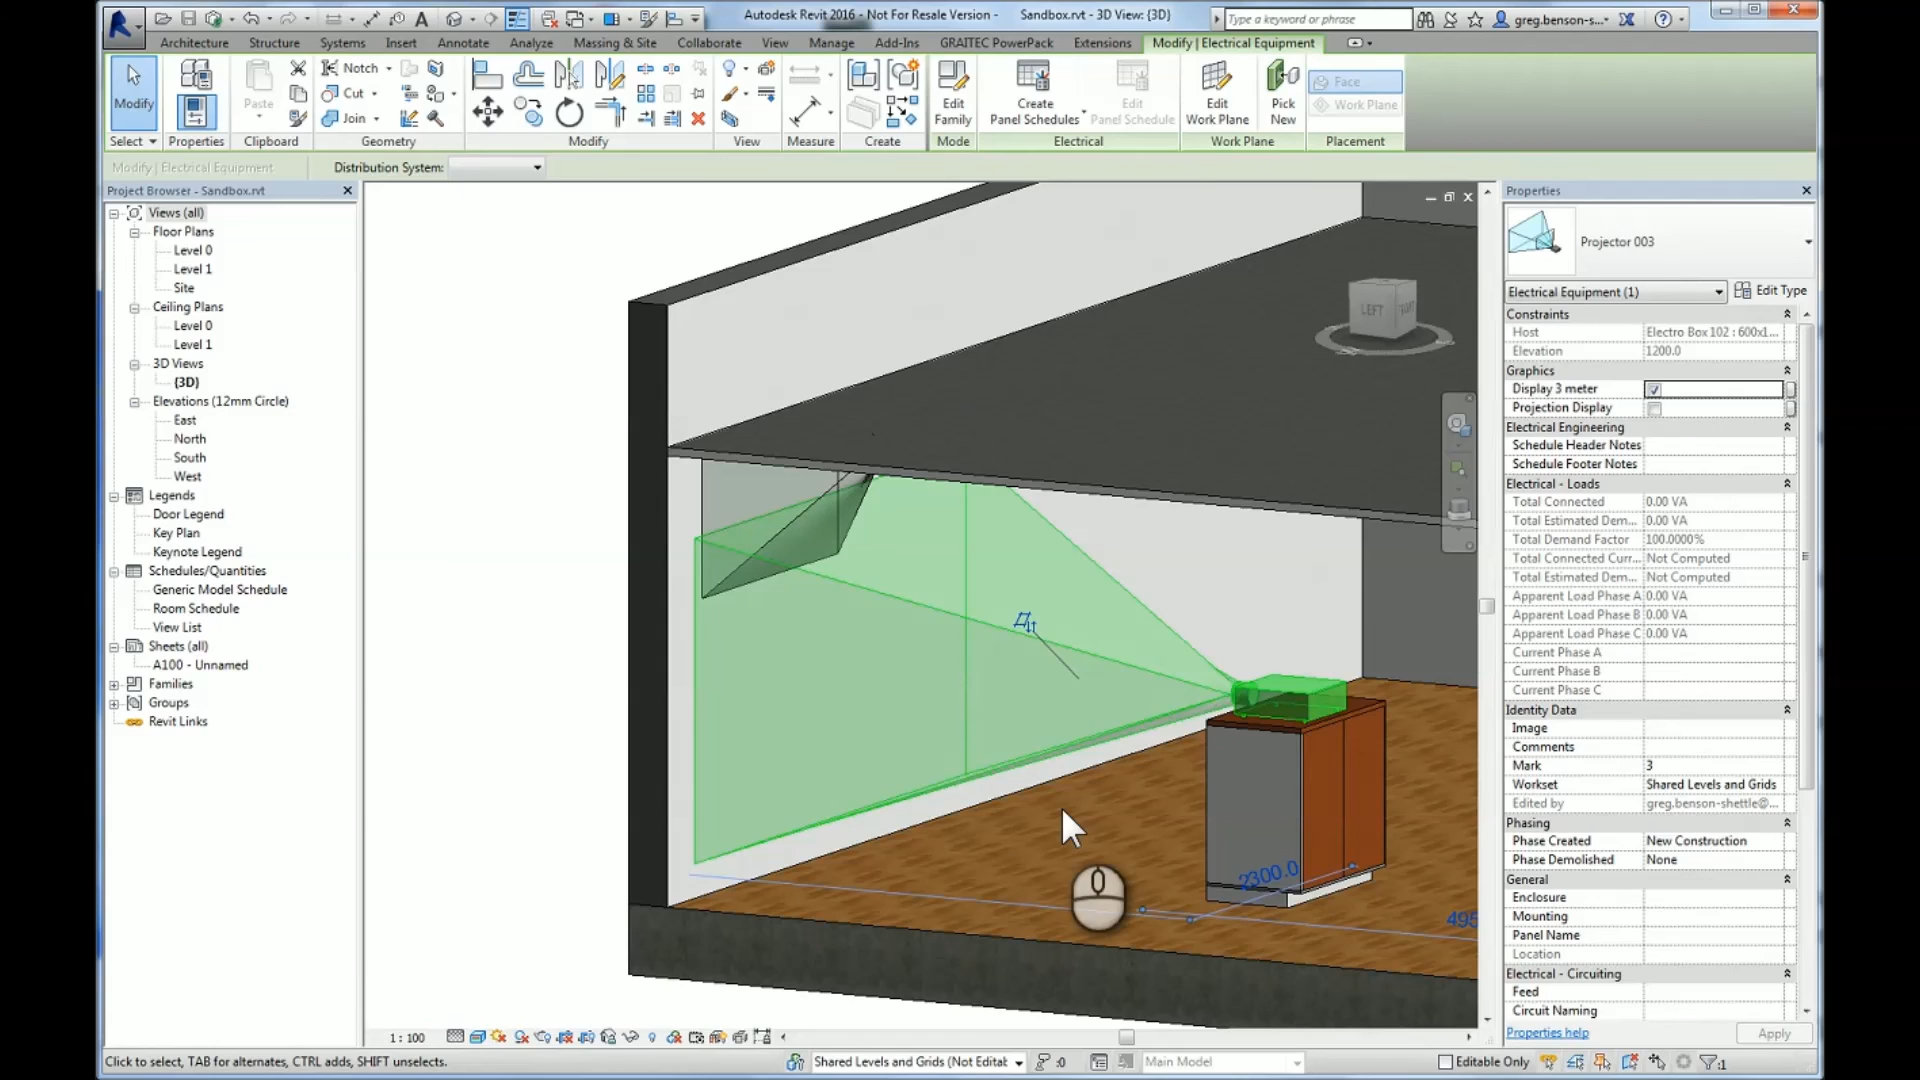 Autodesk Revit 2016 - Not For Resale Version - Sandbox.rvt - 3D View: {3D}
Type a keyword or phrase
greg.benson-s...
Architecture Structure Systems Insert Annotate Analyze Massing & Site Collaborate View Manage Add-Ins GRAITEC PowerPack Extensions Modify | Electrical Equipment
Modify
Paste
Notch
Cut
Join
Edit Family
Create Panel Schedules
Edit Panel Schedule
Edit Work Plane
Pick New
Face
Work Plane
Select Properties Clipboard Geometry Modify View Measure Create Mode Electrical Work Plane Placement
Modify | Electrical Equipment
Distribution System:
Project Browser - Sandbox.rvt
Views (all)
Floor Plans
Level 0
Level 1
Site
Ceiling Plans
Level 0
Level 1
3D Views
{3D}
Elevations (12mm Circle)
East
North
South
West
Legends
Door Legend
Key Plan
Keynote Legend
Schedules/Quantities
Generic Model Schedule
Room Schedule
View List
Sheets (all)
A100 - Unnamed
Families
Groups
Revit Links
LEFT
2300.0
495
Properties
Projector 003
Electrical Equipment (1)
Edit Type
Constraints
Host Electro Box 102 : 600x1...
Elevation 1200.0
Graphics
Display 3 meter
Projection Display
Electrical Engineering
Schedule Header Notes
Schedule Footer Notes
Electrical - Loads
Total Connected 0.00 VA
Total Estimated Dem... 0.00 VA
Total Demand Factor 100.0000%
Total Connected Curr... Not Computed
Total Estimated Dem... Not Computed
Apparent Load Phase A 0.00 VA
Apparent Load Phase B 0.00 VA
Apparent Load Phase C 0.00 VA
Current Phase A
Current Phase B
Current Phase C
Identity Data
Image
Comments
Mark 3
Workset Shared Levels and Grids
Edited by greg.benson-shettle@...
Phasing
Phase Created New Construction
Phase Demolished None
General
Enclosure
Mounting
Panel Name
Location
Electrical - Circuiting
Feed
Circuit Naming
Properties help
Apply
1 : 100
Click to select, TAB for alternates, CTRL adds, SHIFT unselects.
Shared Levels and Grids (Not Editab
:0
Main Model
Editable Only
:1